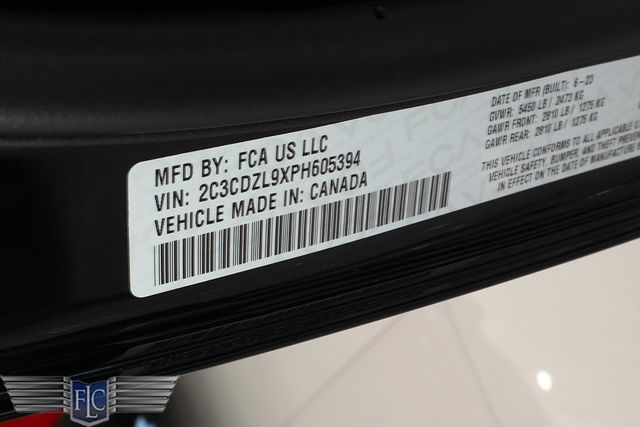 MFD BY: FCA US LLC
VIN: 2C3CDZL9XPH605394
VEHICLE MADE IN: CANADA
DATE OF MFR (BUILT): 6-23
GVWR: 5450 LB / 2473 KG
GAWR FRONT: 2810 LB / 1275 KG
GAWR REAR: 2810 LB / 1275 KG
THIS VEHICLE CONFORMS TO ALL APPLICABLE
VEHICLE SAFETY, BUMPER, AND THEFT PREVEN
IN EFFECT ON THE DATE OF M
FLC